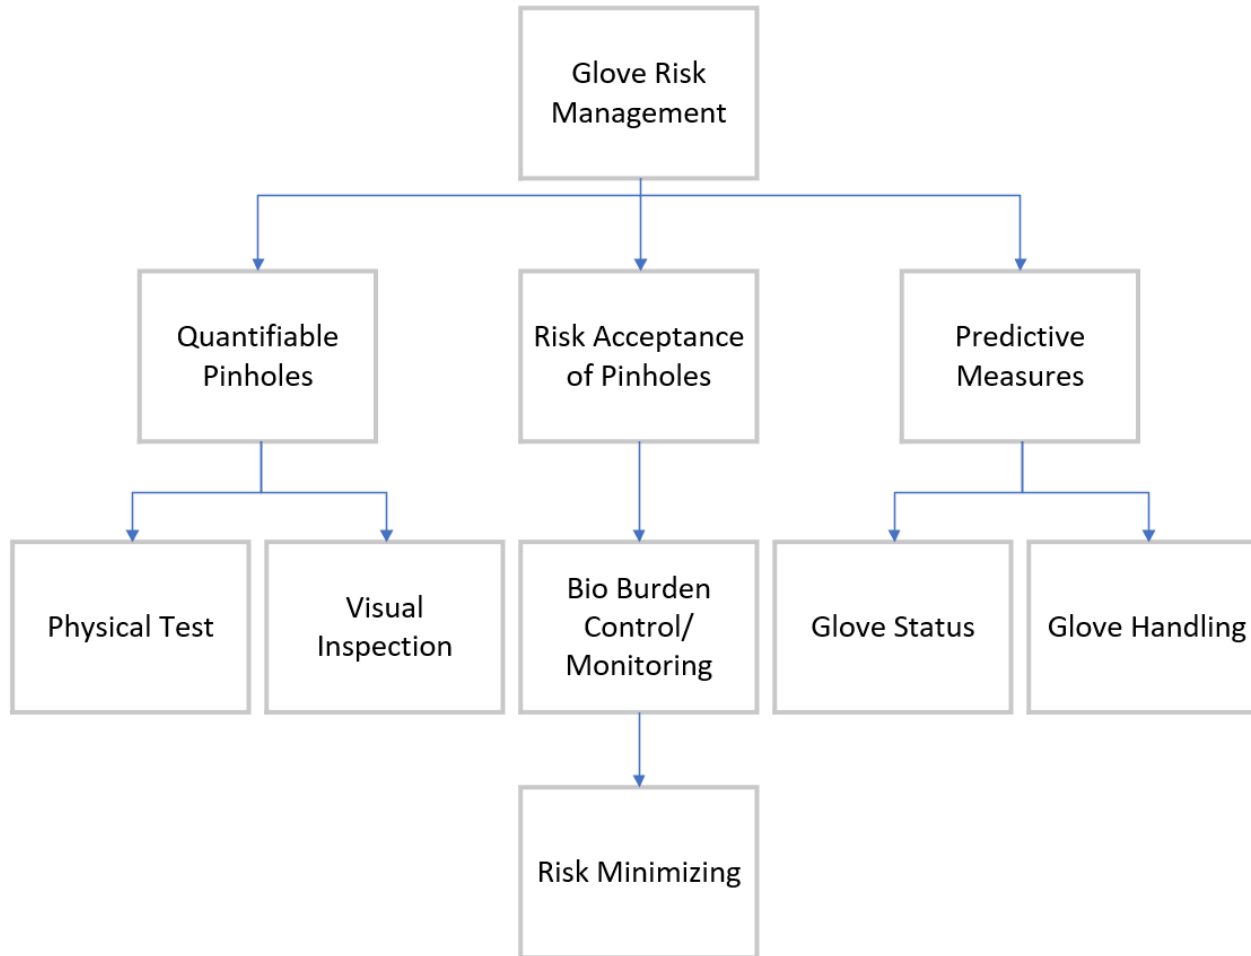 Glove Risk
Management
Quantifiable
Pinholes
Risk Acceptance
of Pinholes
Predictive
Measures
Physical Test
Visual
Inspection
Bio Burden
Control/
Monitoring
Glove Status
Glove Handling
Risk Minimizing